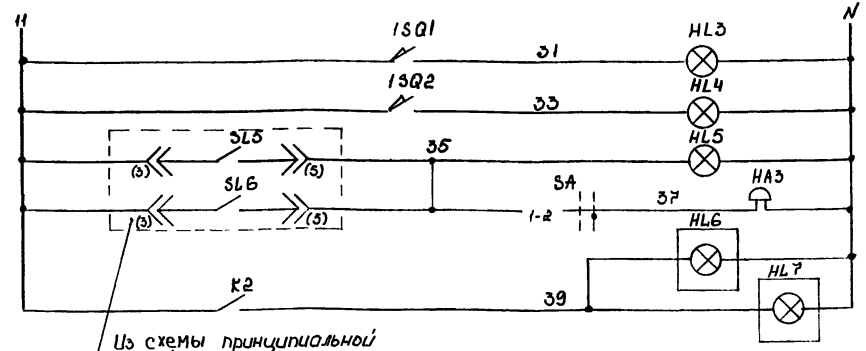 11
N
1SQ1
31
HL3
1SQ2
33
HL4
SL5
35
HL5
(3)
(5)
SL6
SA
37
HA3
(3)
(5)
1-2
HL6
K2
39
HL7
Из схемы принципиальной